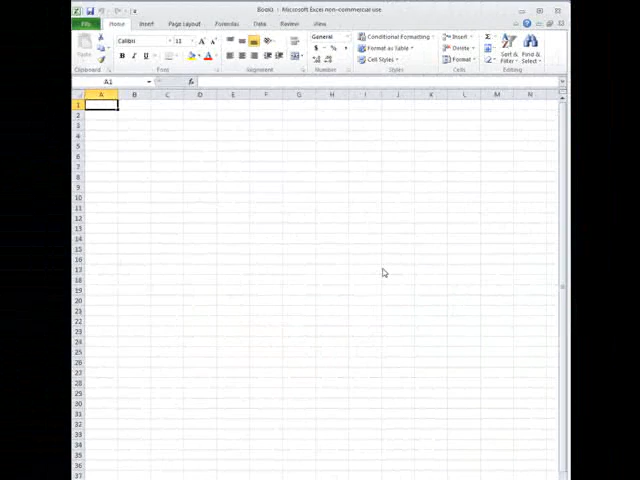 Book1 - Microsoft Excel non-commercial use
File Home Insert Page Layout Formulas Data Review View
Paste
Calibri 11
B I U
General
$ % ,
Conditional Formatting
Format as Table
Cell Styles
Insert
Delete
Format
Σ
Sort & Filter
Find & Select
Clipboard Font Alignment Number Styles Cells Editing
A1 fx
A B C D E F G H I J K L M N
1
2
3
4
5
6
7
8
9
10
11
12
13
14
15
16
17
18
19
20
21
22
23
24
25
26
27
28
29
30
31
32
33
34
35
36
37